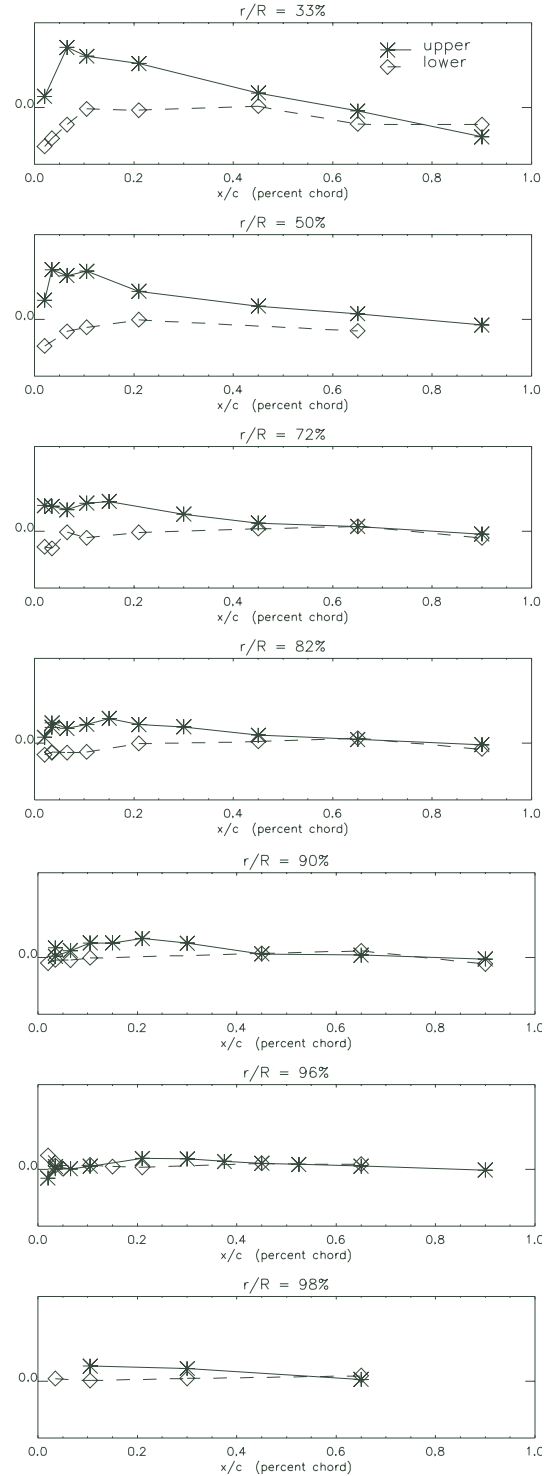 r/R = 33%
upper
lower
0.0
0.0 0.2 0.4 0.6 0.8 1.0
x/c (percent chord)
r/R = 50%
0.0
0.0 0.2 0.4 0.6 0.8 1.0
x/c (percent chord)
r/R = 72%
0.0
0.0 0.2 0.4 0.6 0.8 1.0
x/c (percent chord)
r/R = 82%
0.0
0.0 0.2 0.4 0.6 0.8 1.0
x/c (percent chord)
r/R = 90%
0.0
0.0 0.2 0.4 0.6 0.8 1.0
x/c (percent chord)
r/R = 96%
0.0
0.0 0.2 0.4 0.6 0.8 1.0
x/c (percent chord)
r/R = 98%
0.0
0.0 0.2 0.4 0.6 0.8 1.0
x/c (percent chord)